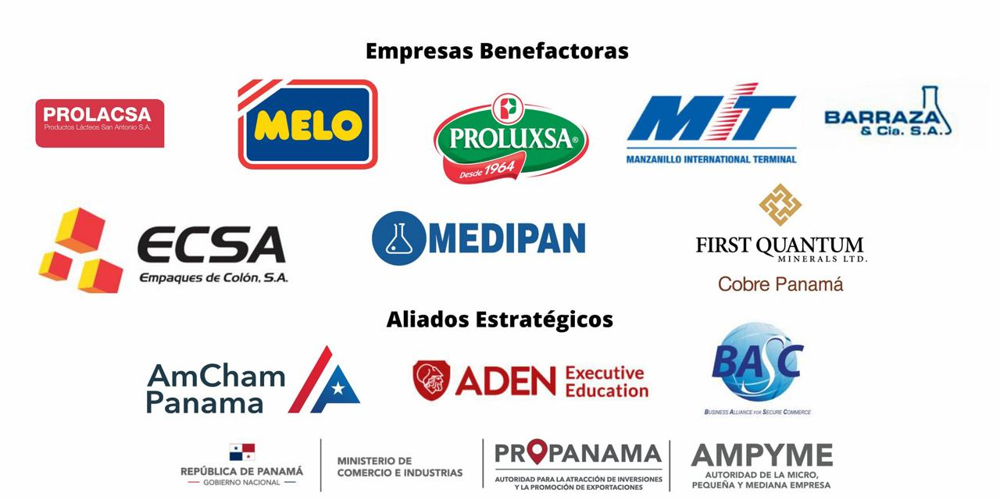 Empresas Benefactoras
PROLACSA
Productos Lácteos San Antonio S.A.
MELO
PROLUXSA®
Desde 1964
MIT
MANZANILLO INTERNATIONAL TERMINAL
BARRAZA
& Cia. S.A.
ECSA
Empaques de Colón, S.A.
MEDIPAN
FIRST QUANTUM
MINERALS LTD.
Cobre Panamá
Aliados Estratégicos
AmCham
Panama
ADEN
Executive
Education
BASC
BUSINESS ALLIANCE FOR SECURE COMMERCE
REPÚBLICA DE PANAMÁ
GOBIERNO NACIONAL
MINISTERIO DE
COMERCIO E INDUSTRIAS
PROPANAMA
AUTORIDAD PARA LA ATRACCIÓN DE INVERSIONES
Y LA PROMOCIÓN DE EXPORTACIONES
AMPYME
AUTORIDAD DE LA MICRO,
PEQUEÑA Y MEDIANA EMPRESA